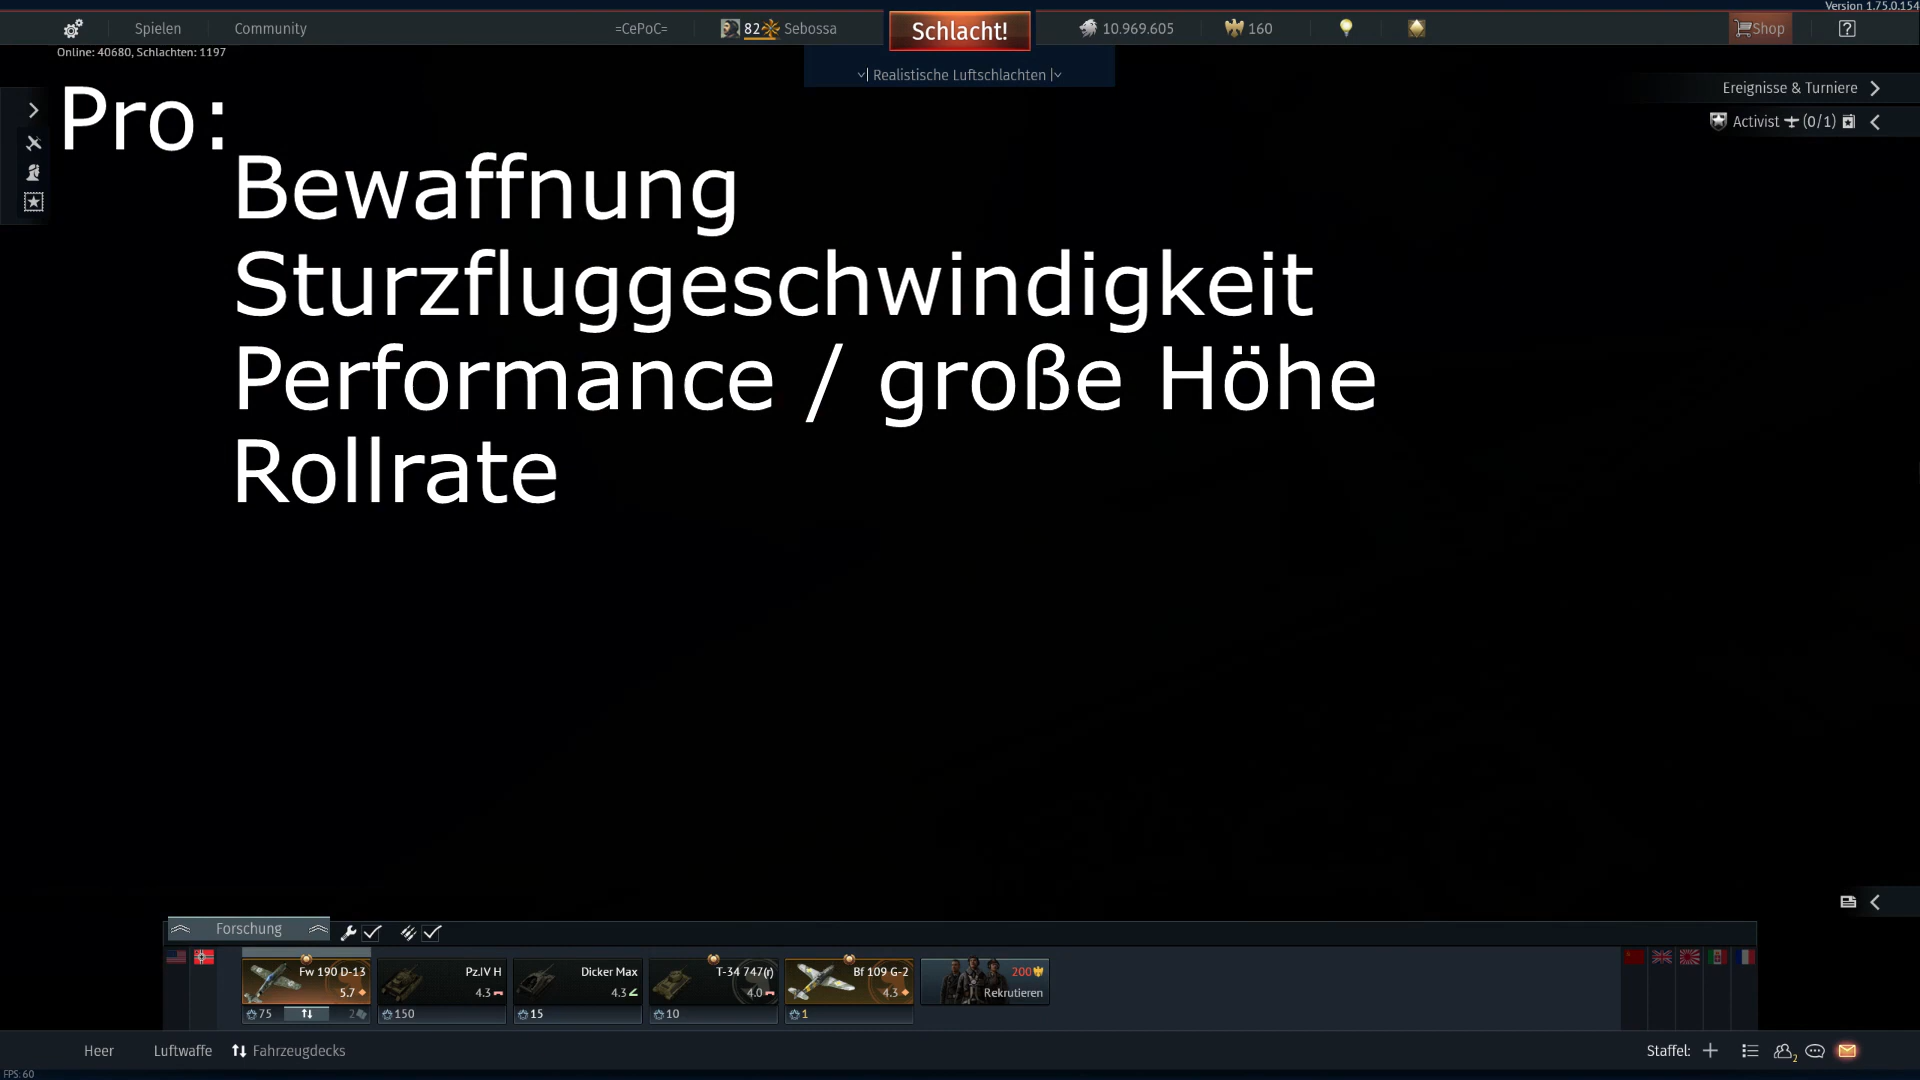 Version 1.75.0.154
Spielen Community =CePoC= 82 Sebossa Schlacht! 10.969.605 160 Shop
Online: 40680, Schlachten: 1197
Realistische Luftschlachten
Ereignisse & Turniere
Activist (0/1)
Pro:
Bewaffnung
Sturzfluggeschwindigkeit
Performance / große Höhe
Rollrate
Forschung
Fw 190 D-13 Pz.IV H Dicker Max T-34 747(r) Bf 109 G-2 200
5.7 4.3 4.3 4.0 4.3 Rekrutieren
75 2 150 15 10 1
Heer Luftwaffe Fahrzeugdecks Staffel: 2
FPS: 60